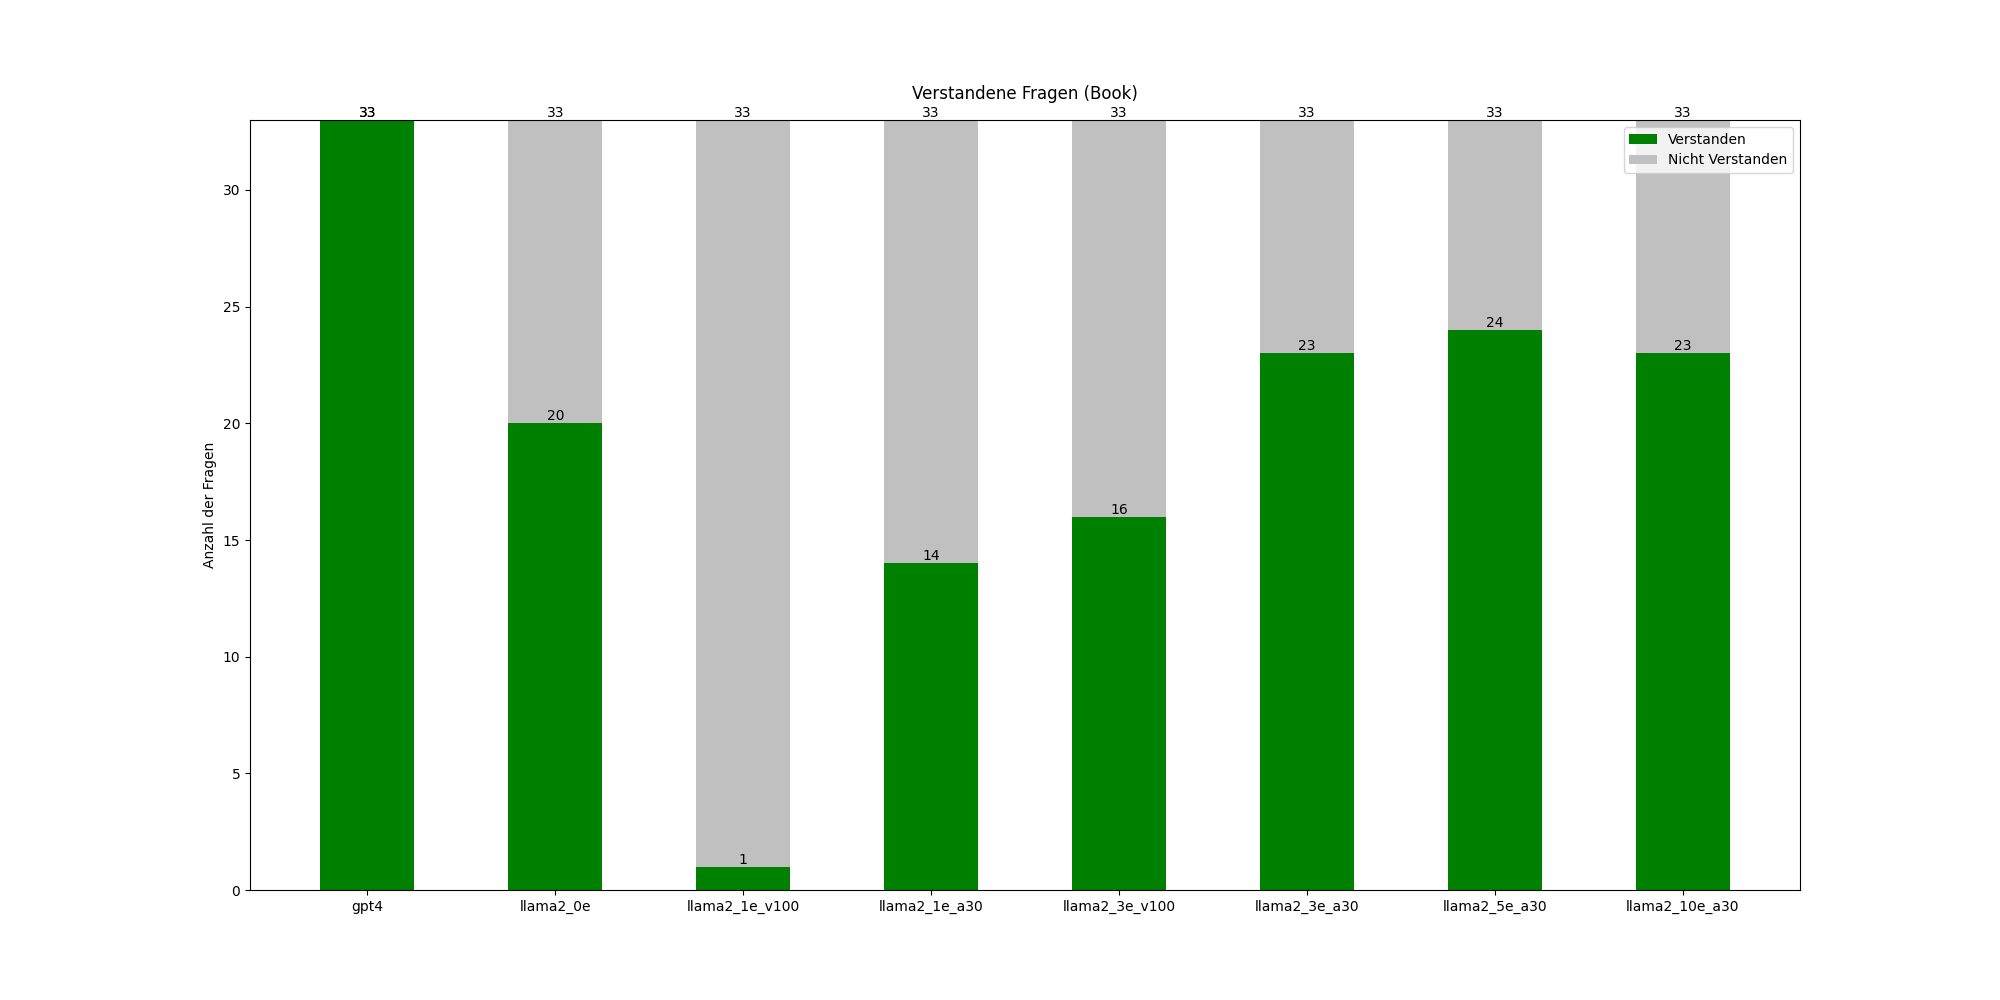 Verstandene Fragen (Book)
33 33 33 33 33 33 33 33
Verstanden
Nicht Verstanden
30
25
24
23 23
20
20
16
15
14
10
5
1
0
Anzahl der Fragen
gpt4 llama2_0e llama2_1e_v100 llama2_1e_a30 llama2_3e_v100 llama2_3e_a30 llama2_5e_a30 llama2_10e_a30